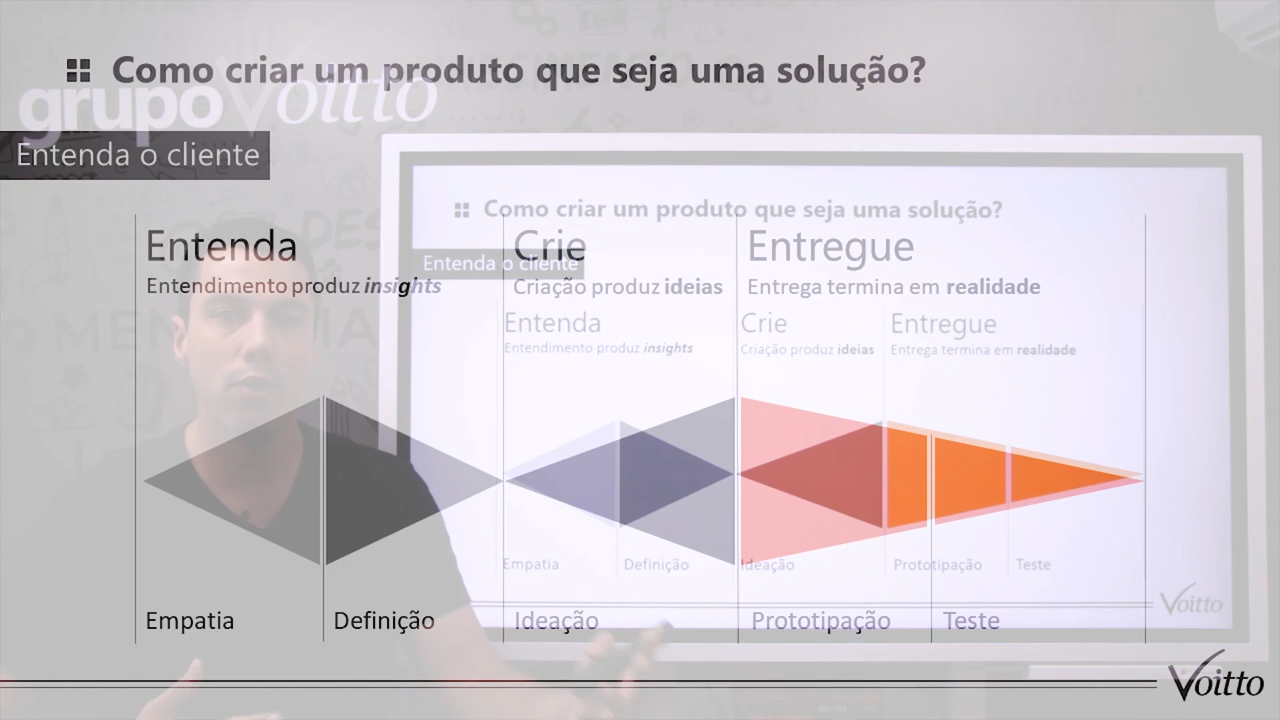 Como criar um produto que seja uma solução?
grupo Voitto
Entenda o cliente
Como criar um produto que seja uma solução?
Entenda o cliente
Entenda
Entendimento produz insights
Crie
Criação produz ideias
Entregue
Entrega termina em realidade
Entenda
Entendimento produz insights
Crie
Criação produz ideias
Entregue
Entrega termina em realidade
Empatia
Definição
Ideação
Prototipação
Teste
Voitto
Empatia
Definição
Ideação
Prototipação
Teste
Voitto